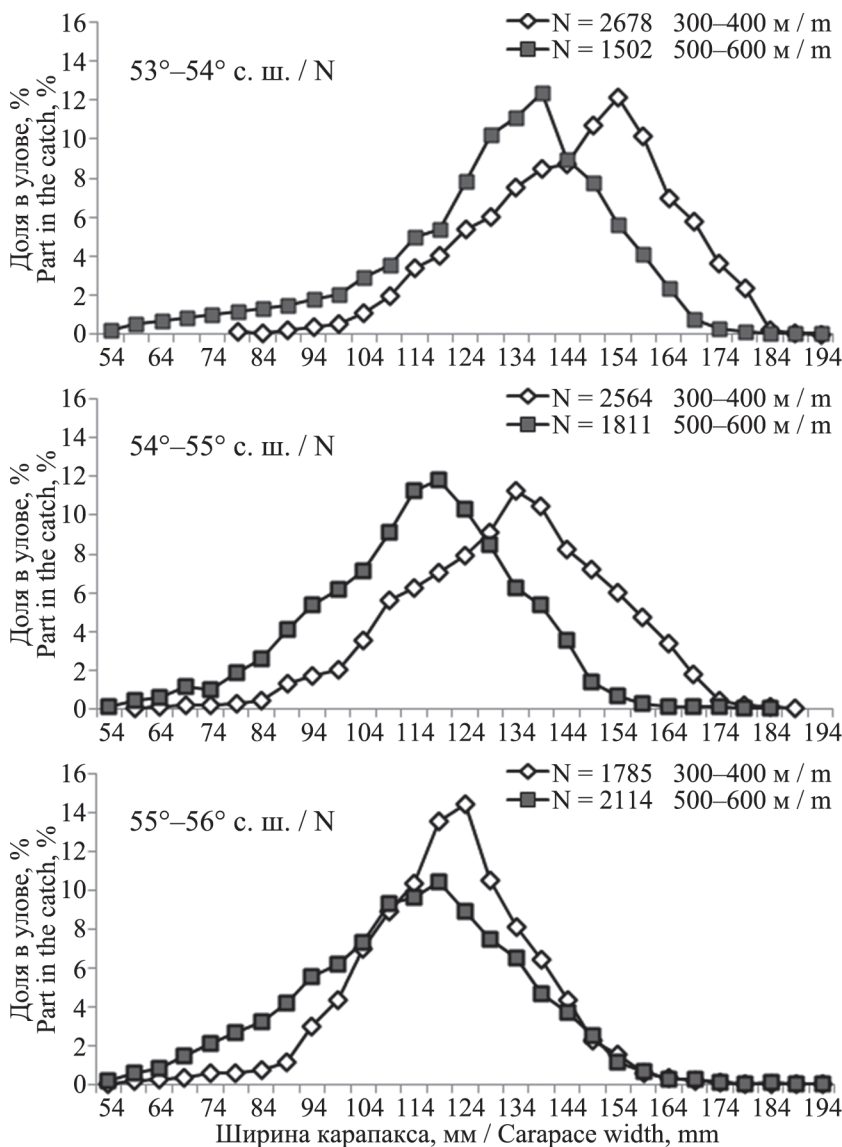 N = 2678 300–400 м / m
N = 1502 500–600 м / m
53°–54° с. ш. / N
Доля в улове, %
Part in the catch, %
16
14
12
10
8
6
4
2
0
54 64 74 84 94 104 114 124 134 144 154 164 174 184 194
N = 2564 300–400 м / m
N = 1811 500–600 м / m
54°–55° с. ш. / N
Доля в улове, %
Part in the catch, %
16
14
12
10
8
6
4
2
0
54 64 74 84 94 104 114 124 134 144 154 164 174 184 194
N = 1785 300–400 м / m
N = 2114 500–600 м / m
55°–56° с. ш. / N
Доля в улове, %
Part in the catch, %
16
14
12
10
8
6
4
2
0
54 64 74 84 94 104 114 124 134 144 154 164 174 184 194
Ширина карапакса, мм / Carapace width, mm